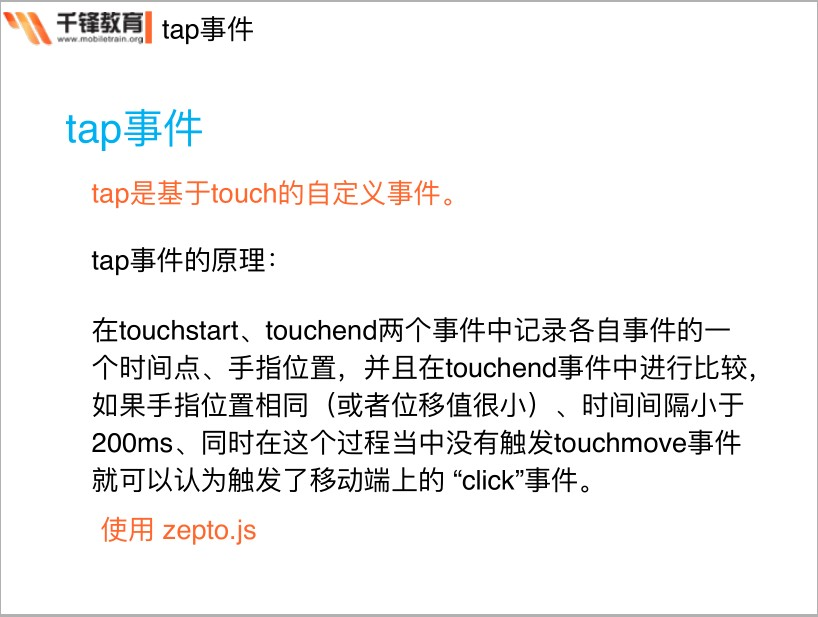 千锋教育
www.mobiletrain.org
tap事件
tap事件
tap是基于touch的自定义事件。
tap事件的原理：
在touchstart、touchend两个事件中记录各自事件的一
个时间点、手指位置，并且在touchend事件中进行比较，
如果手指位置相同（或者位移值很小）、时间间隔小于
200ms、同时在这个过程当中没有触发touchmove事件
就可以认为触发了移动端上的 “click”事件。
使用 zepto.js